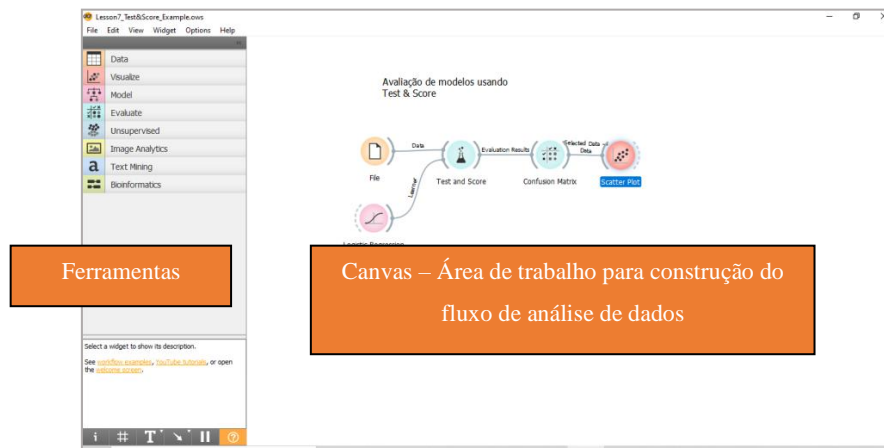 Lesson7_Test&Score_Example.ows
File Edit View Widget Options Help
Data
Visualize
Model
Evaluate
Unsupervised
Image Analytics
Text Mining
Bioinformatics
Avaliação de modelos usando
Test & Score
Data
Evaluation Results
Selected Data →
Data
File
Test and Score
Confusion Matrix
Scatter Plot
Learner
Logistic Regression
Ferramentas
Canvas – Área de trabalho para construção do
fluxo de análise de dados
Select a widget to show its description.
See workflow examples, YouTube tutorials, or open
the welcome screen.